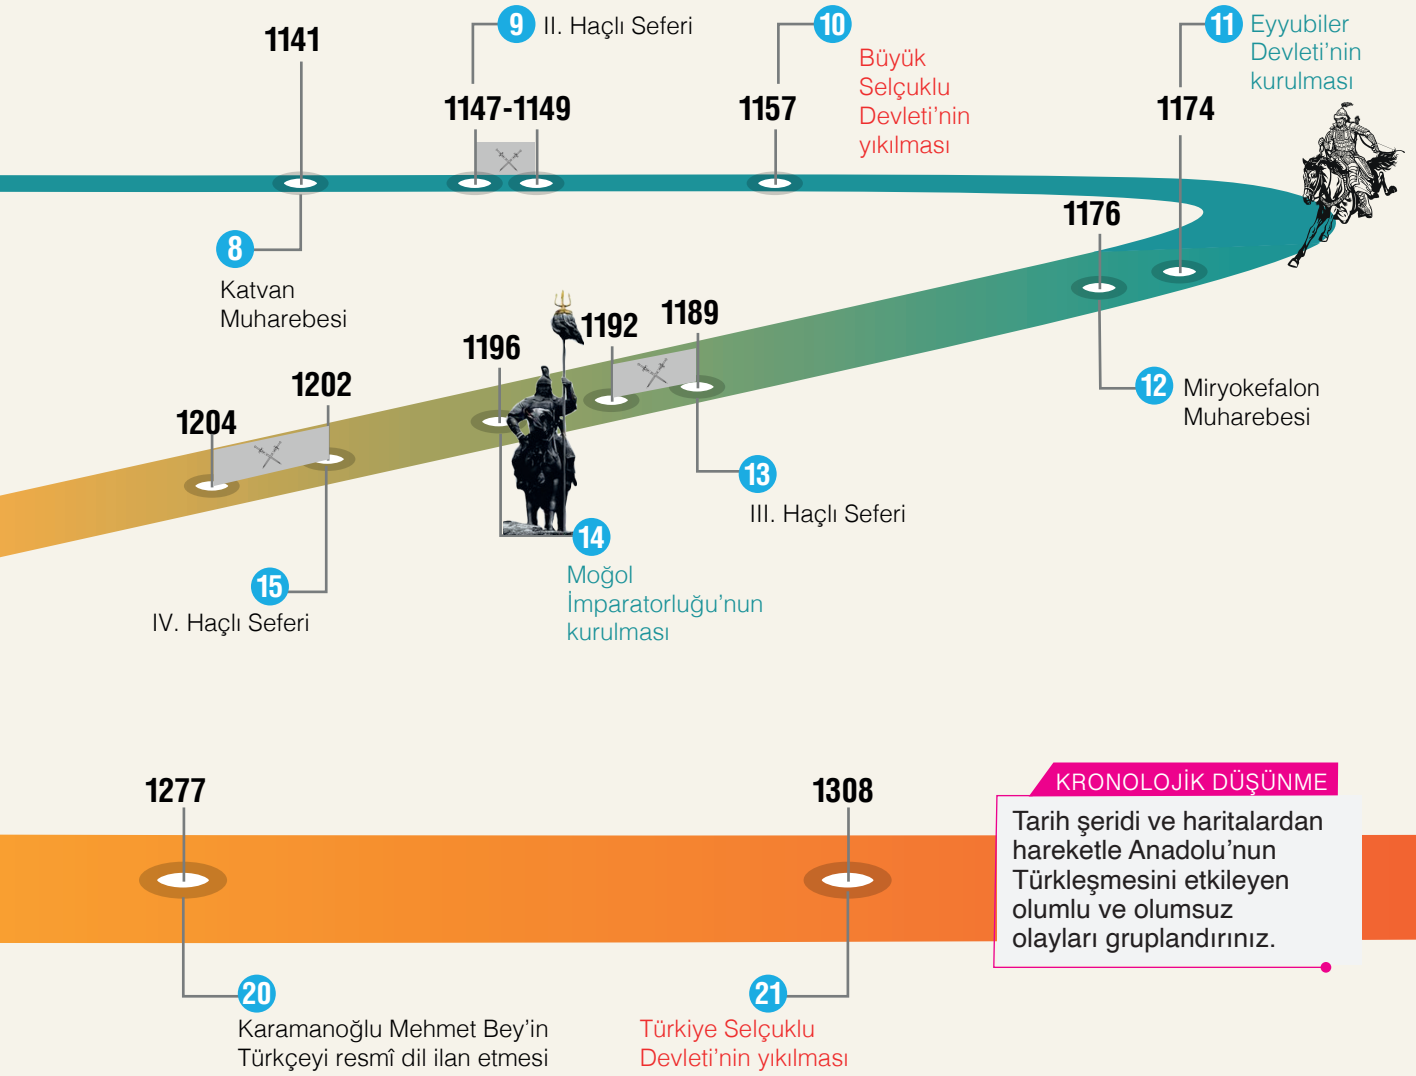 1141
8
Katvan
Muharebesi
9 II. Haçlı Seferi
1147-1149
10
Büyük
Selçuklu
Devleti’nin
yıkılması
1157
11 Eyyubiler
Devleti’nin
kurulması
1174
1176
12 Miryokefalon
Muharebesi
1192
1189
13
III. Haçlı Seferi
1196
14
Moğol
İmparatorluğu’nun
kurulması
1204
1202
15
IV. Haçlı Seferi
1277
20
Karamanoğlu Mehmet Bey’in
Türkçeyi resmî dil ilan etmesi
1308
21
Türkiye Selçuklu
Devleti’nin yıkılması
KRONOLOJİK DÜŞÜNME
Tarih şeridi ve haritalardan
hareketle Anadolu’nun
Türkleşmesini etkileyen
olumlu ve olumsuz
olayları gruplandırınız.